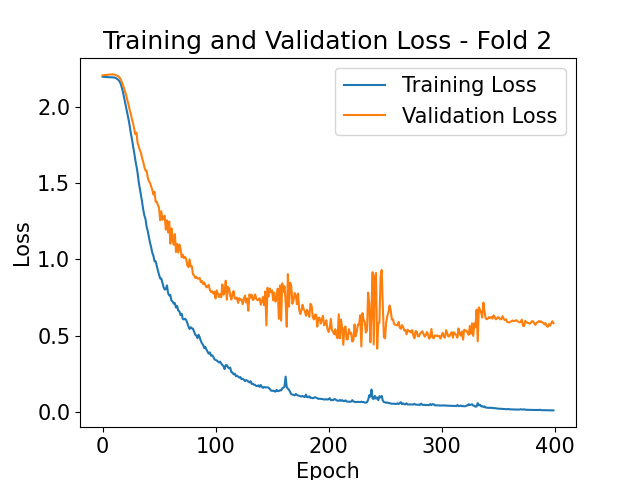 Training and Validation Loss - Fold 2
Training Loss
Validation Loss
2.0
1.5
1.0
0.5
0.0
Loss
0 100 200 300 400
Epoch